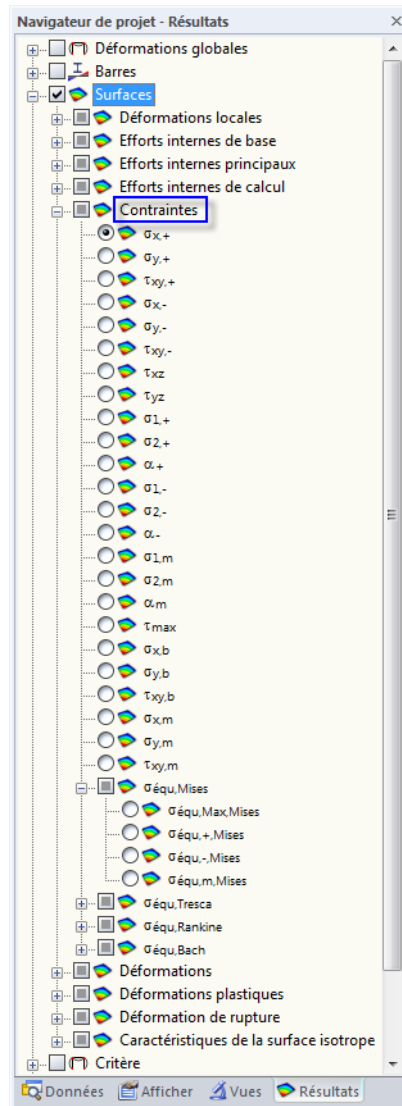 Navigateur de projet - Résultats
Déformations globales
Barres
Surfaces
Déformations locales
Efforts internes de base
Efforts internes principaux
Efforts internes de calcul
Contraintes
σx,+
σy,+
τxy,+
σx,-
σy,-
τxy,-
τxz
τyz
σ1,+
σ2,+
α+
σ1,-
σ2,-
α-
σ1,m
σ2,m
αm
τmax
σx,b
σy,b
τxy,b
σx,m
σy,m
τxy,m
σéqu,Mises
σéqu,Max,Mises
σéqu,+,Mises
σéqu,-,Mises
σéqu,m,Mises
σéqu,Tresca
σéqu,Rankine
σéqu,Bach
Déformations
Déformations plastiques
Déformation de rupture
Caractéristiques de la surface isotrope
Critère
Données Afficher Vues Résultats